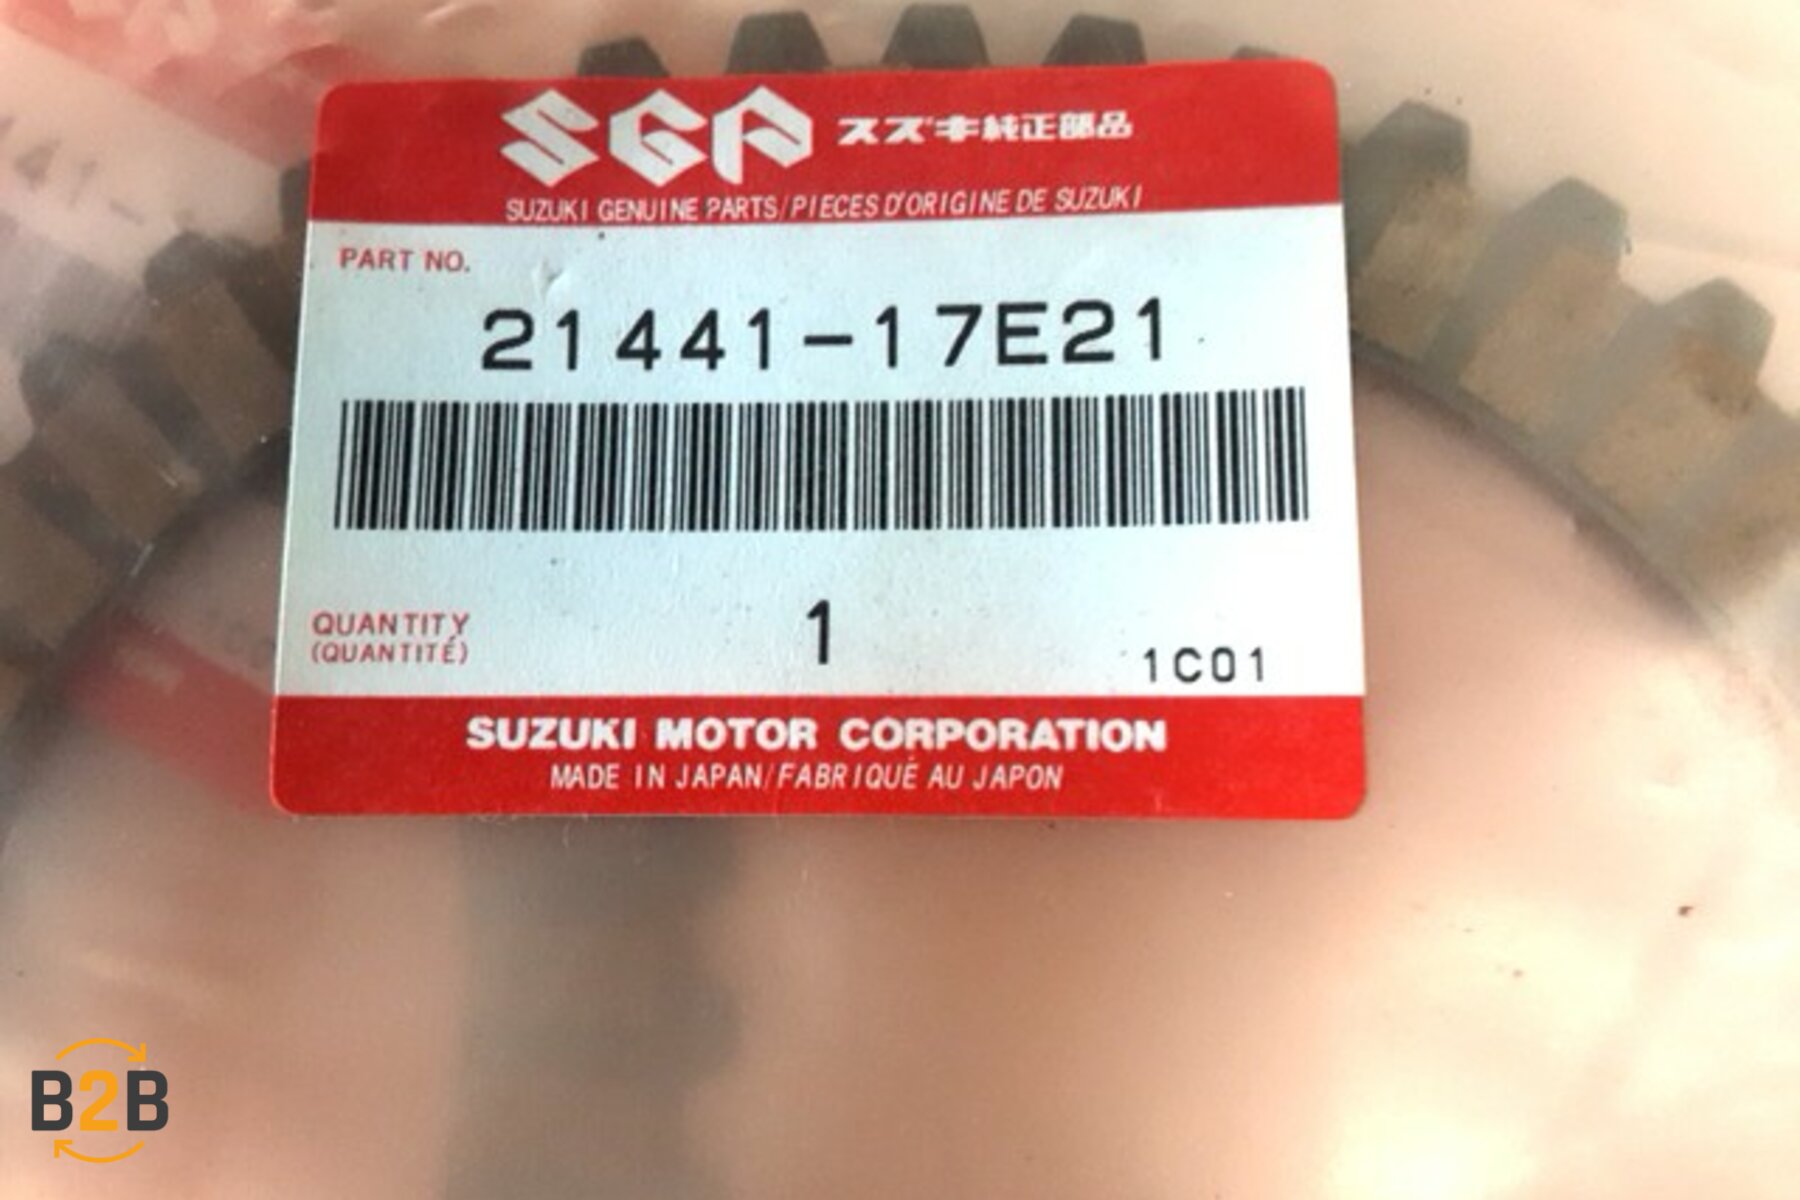 SGP スズキ純正部品
SUZUKI GENUINE PARTS/PIECES D'ORIGINE DE SUZUKI
PART NO.
21441-17E21
QUANTITY
(QUANTITÉ)
1
1C01
SUZUKI MOTOR CORPORATION
MADE IN JAPAN/FABRIQUÉ AU JAPON
B2B